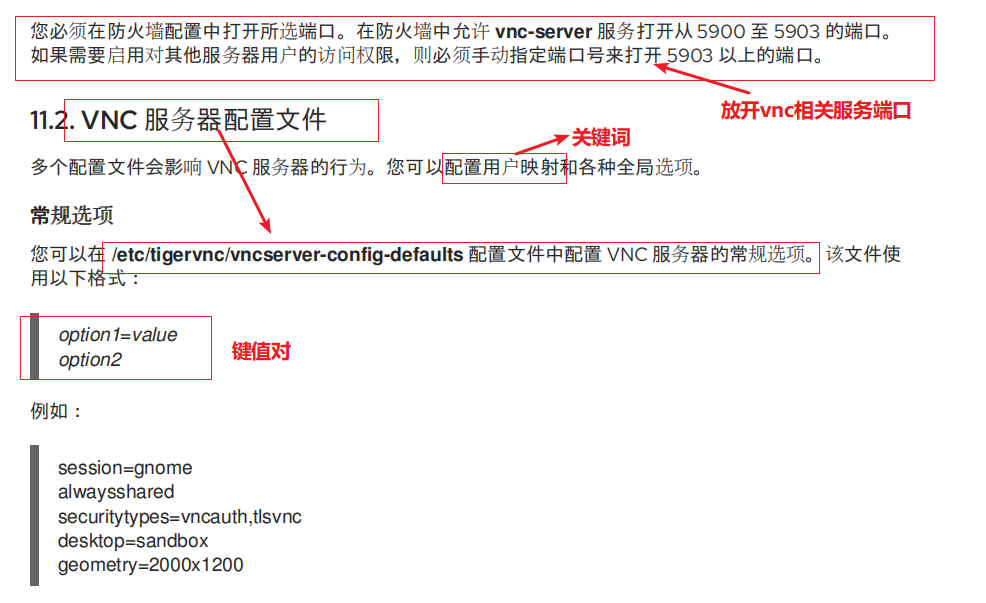 您必须在防火墙配置中打开所选端口。在防火墙中允许 vnc-server 服务打开从 5900 至 5903 的端口。
如果需要启用对其他服务器用户的访问权限，则必须手动指定端口号来打开 5903 以上的端口。
放开vnc相关服务端口
11.2. VNC 服务器配置文件
关键词
多个配置文件会影响 VNC 服务器的行为。您可以配置用户映射和各种全局选项。
常规选项
您可以在 /etc/tigervnc/vncserver-config-defaults 配置文件中配置 VNC 服务器的常规选项。该文件使
用以下格式：
option1=value
键值对
option2
例如：
session=gnome
alwaysshared
securitytypes=vncauth,tlsvnc
desktop=sandbox
geometry=2000x1200